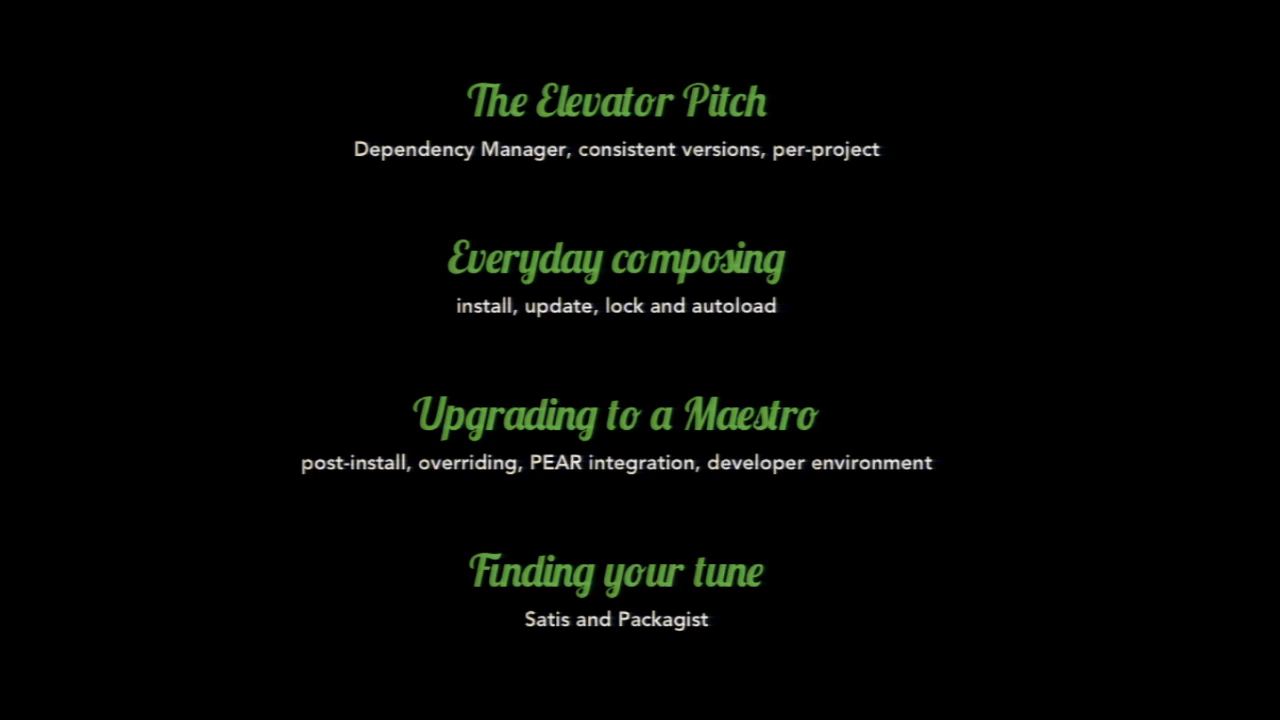 The Elevator Pitch
Dependency Manager, consistent versions, per-project
Everyday composing
install, update, lock and autoload
Upgrading to a Maestro
post-install, overriding, PEAR integration, developer environment
Finding your tune
Satis and Packagist